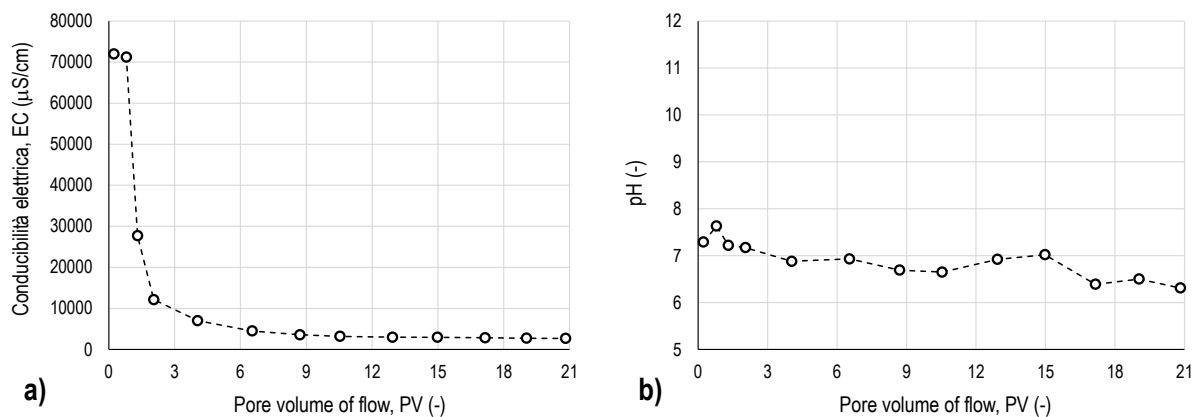 80000
70000
60000
50000
40000
30000
20000
10000
0
Conducibilità elettrica, EC (μS/cm)
0 3 6 9 12 15 18 21
Pore volume of flow, PV (-)
a)
12
11
10
9
8
7
6
5
pH (-)
0 3 6 9 12 15 18 21
Pore volume of flow, PV (-)
b)